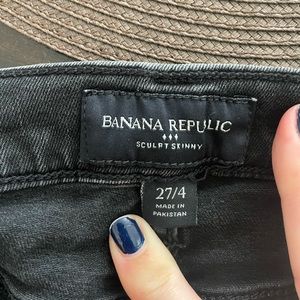 BANANA REPUBLIC
SCULPT SKINNY
27/4
MADE IN
PAKISTAN